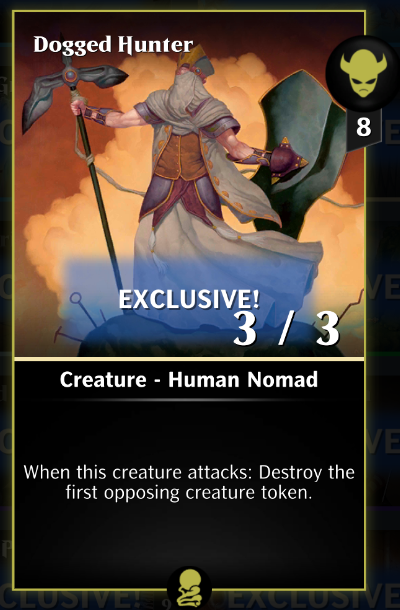 Dogged Hunter
8
EXCLUSIVE!
3 / 3
Creature - Human Nomad
When this creature attacks: Destroy the
first opposing creature token.